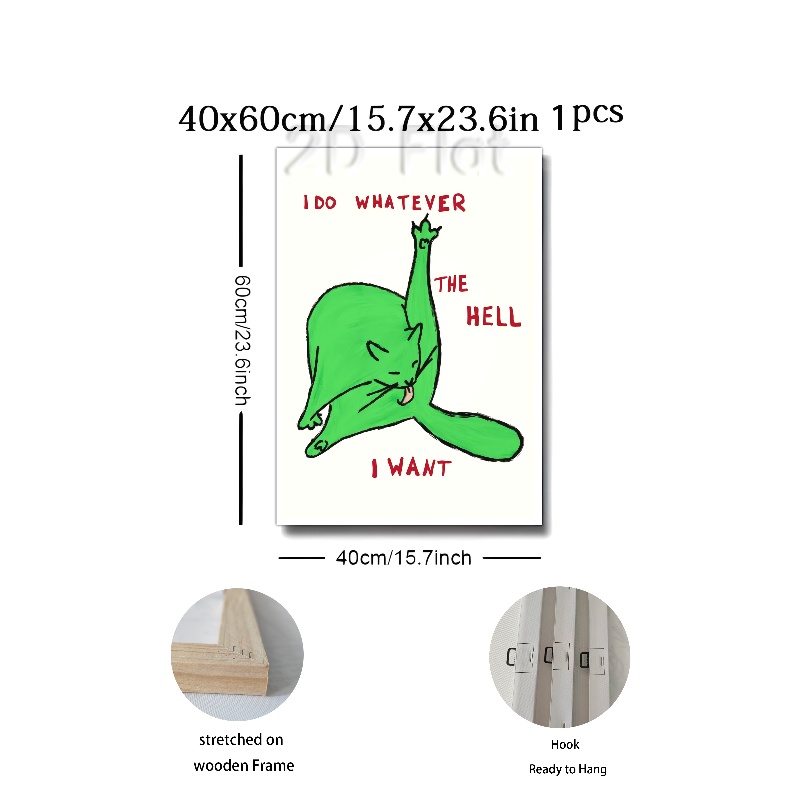 40x60cm/15.7x23.6in 1pcs
2D Flat
I DO WHATEVER
THE
HELL
I WANT
60cm/23.6inch
40cm/15.7inch
stretched on
wooden Frame
Hook
Ready to Hang